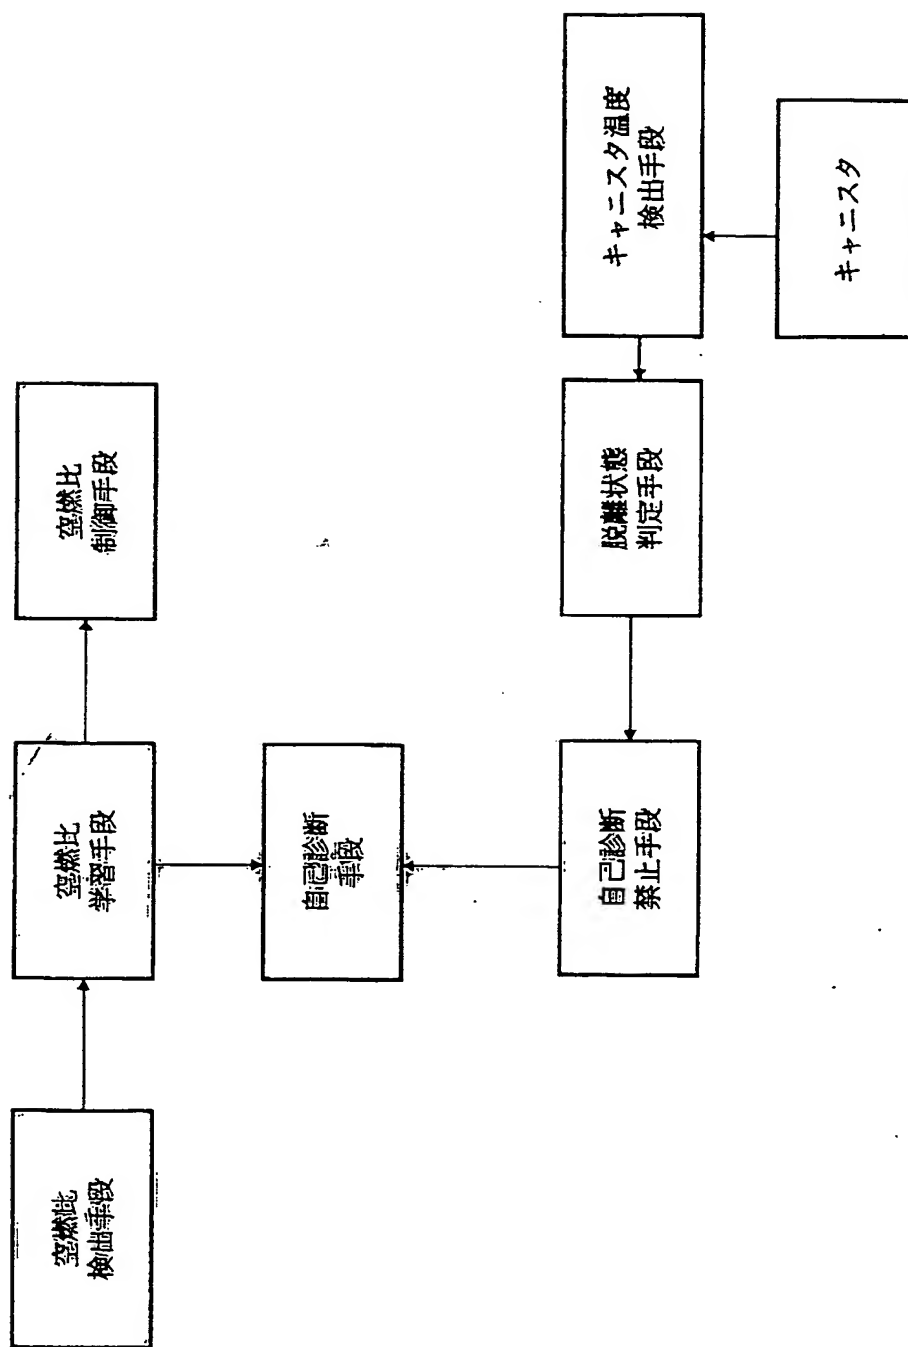 空燃比
検出手段
空燃比
学習手段
空燃比
制御手段
自己診断
手段
自己診断
禁止手段
脱離状態
判定手段
キャニスタ温度
検出手段
キャニスタ